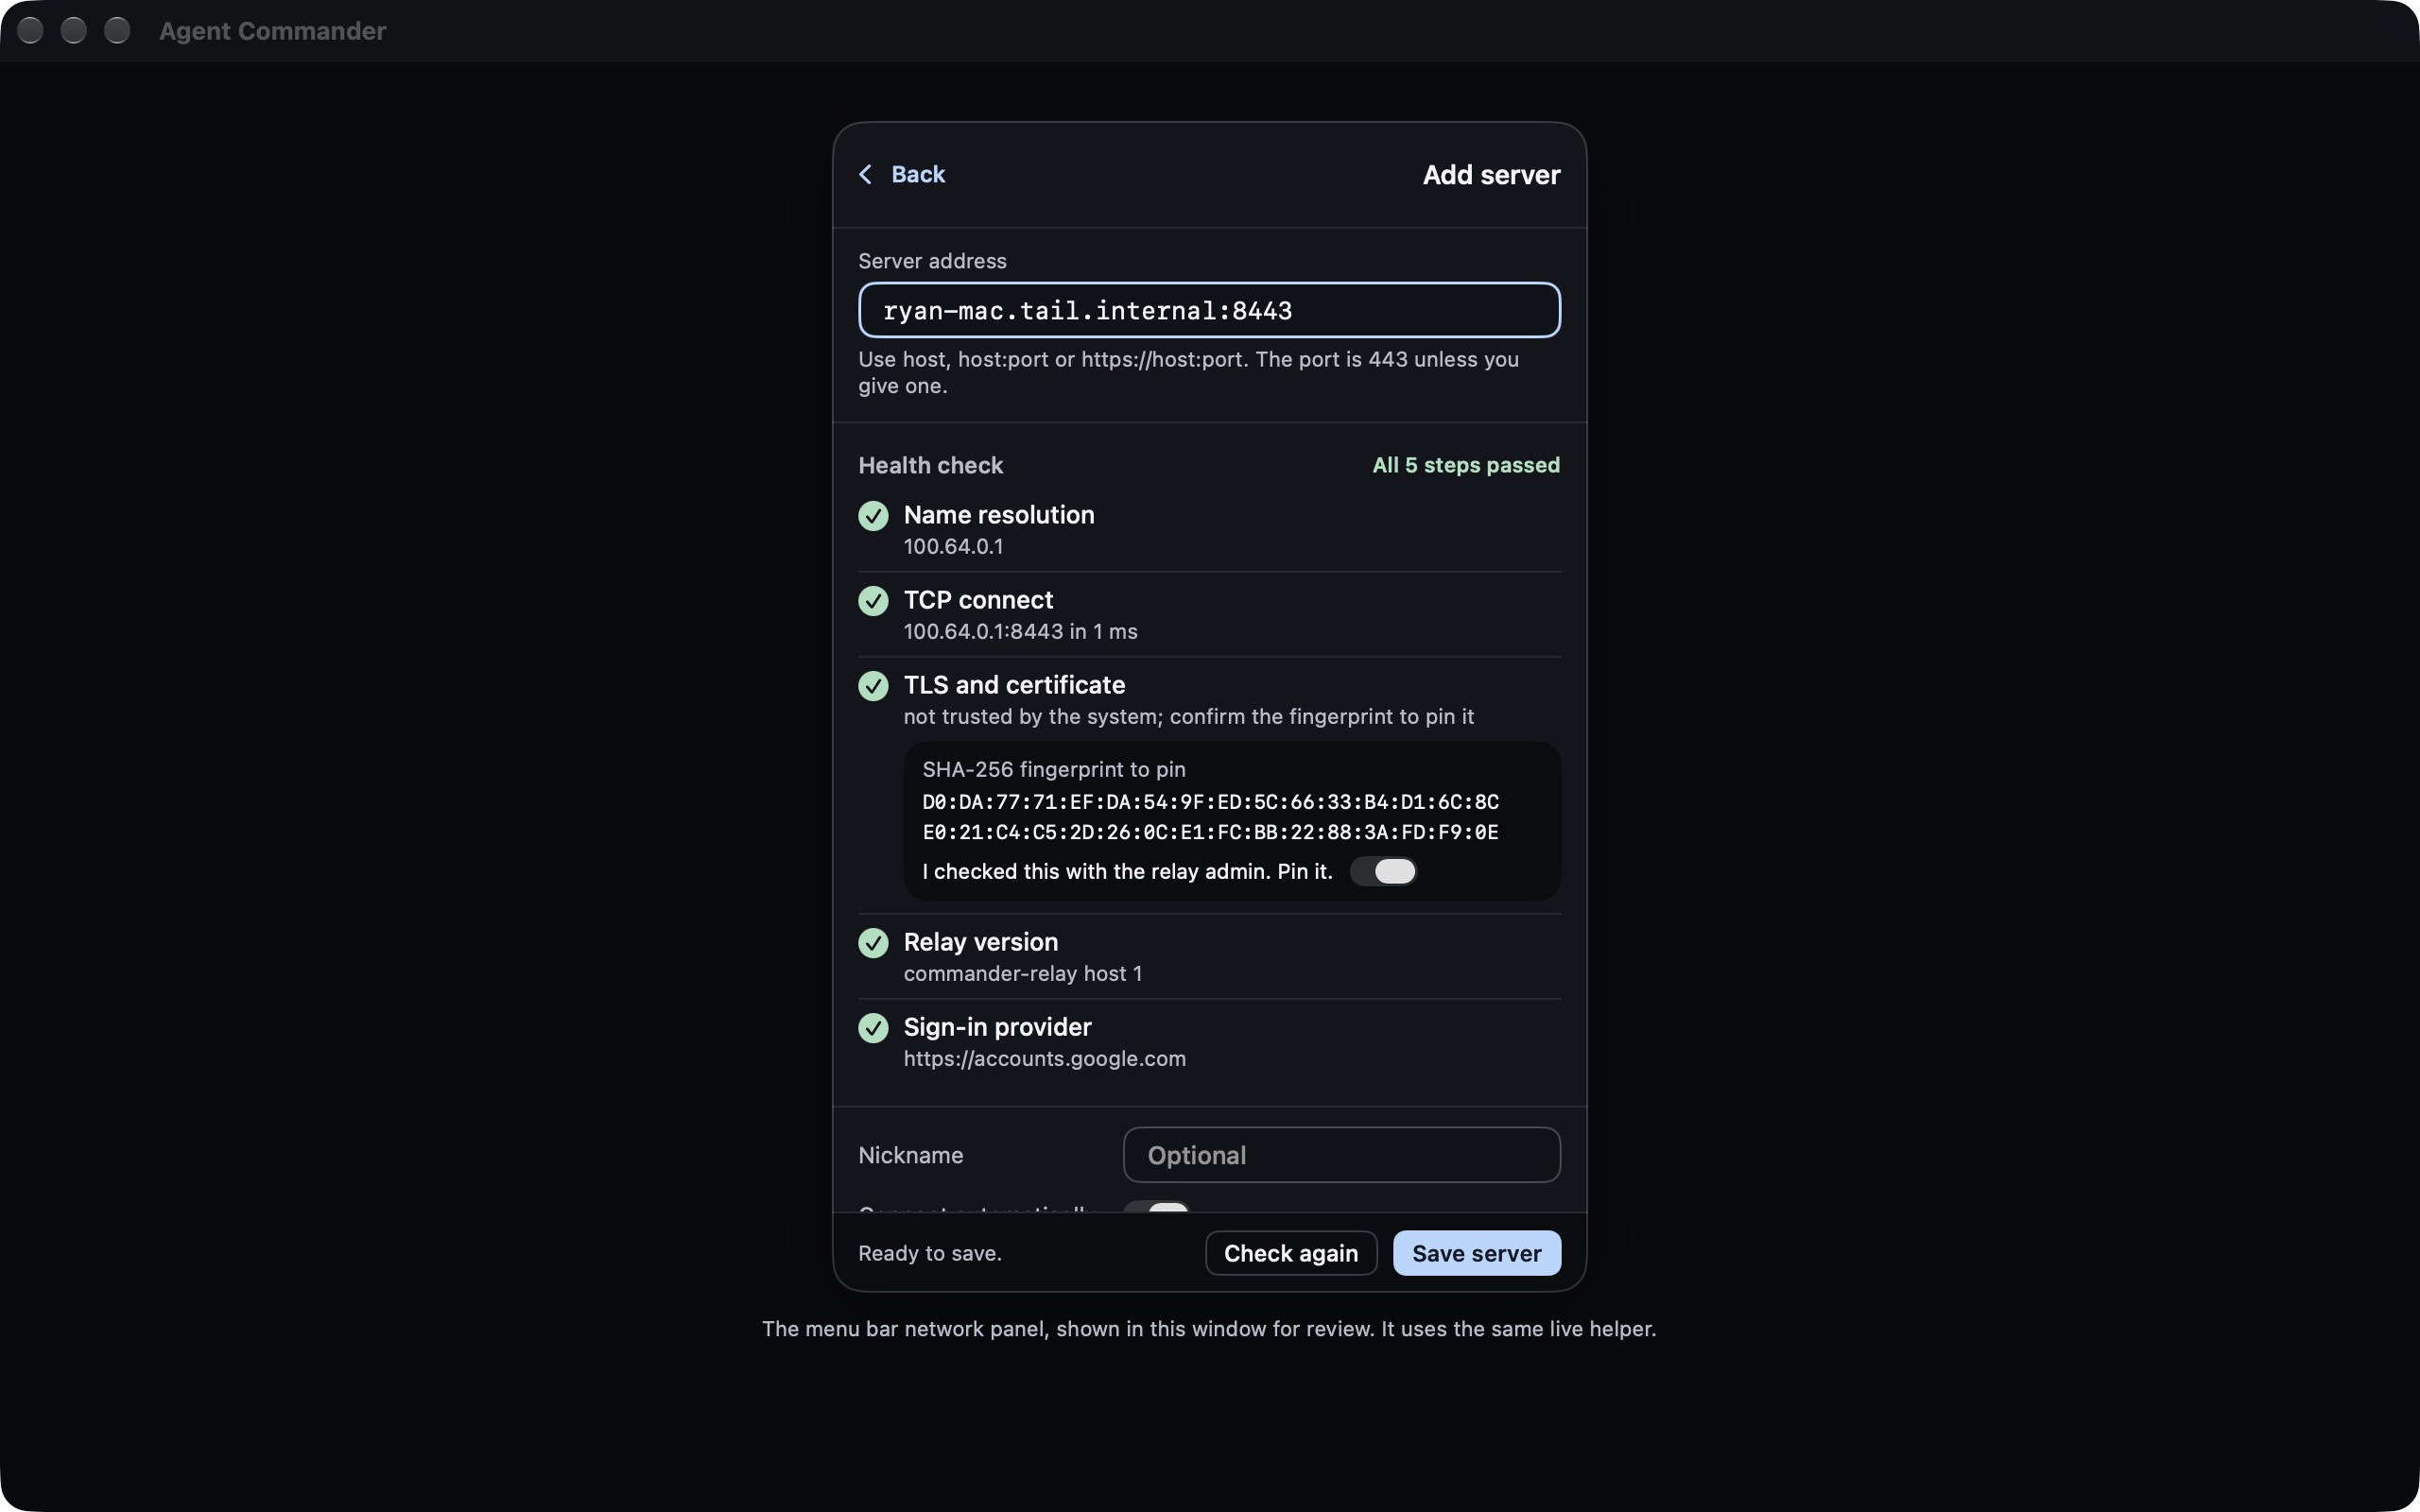 Agent Commander
Back
Add server
Server address
ryan-mac.tail.internal:8443
Use host, host:port or https://host:port. The port is 443 unless you
give one.
Health check
All 5 steps passed
Name resolution
100.64.0.1
TCP connect
100.64.0.1:8443 in 1 ms
TLS and certificate
not trusted by the system; confirm the fingerprint to pin it
SHA-256 fingerprint to pin
D0:DA:77:71:EF:DA:54:9F:ED:5C:66:33:B4:D1:6C:8C
E0:21:C4:C5:2D:26:0C:E1:FC:BB:22:88:3A:FD:F9:0E
I checked this with the relay admin. Pin it.
Relay version
commander-relay host 1
Sign-in provider
https://accounts.google.com
Nickname
Optional
Ready to save.
Check again
Save server
The menu bar network panel, shown in this window for review. It uses the same live helper.